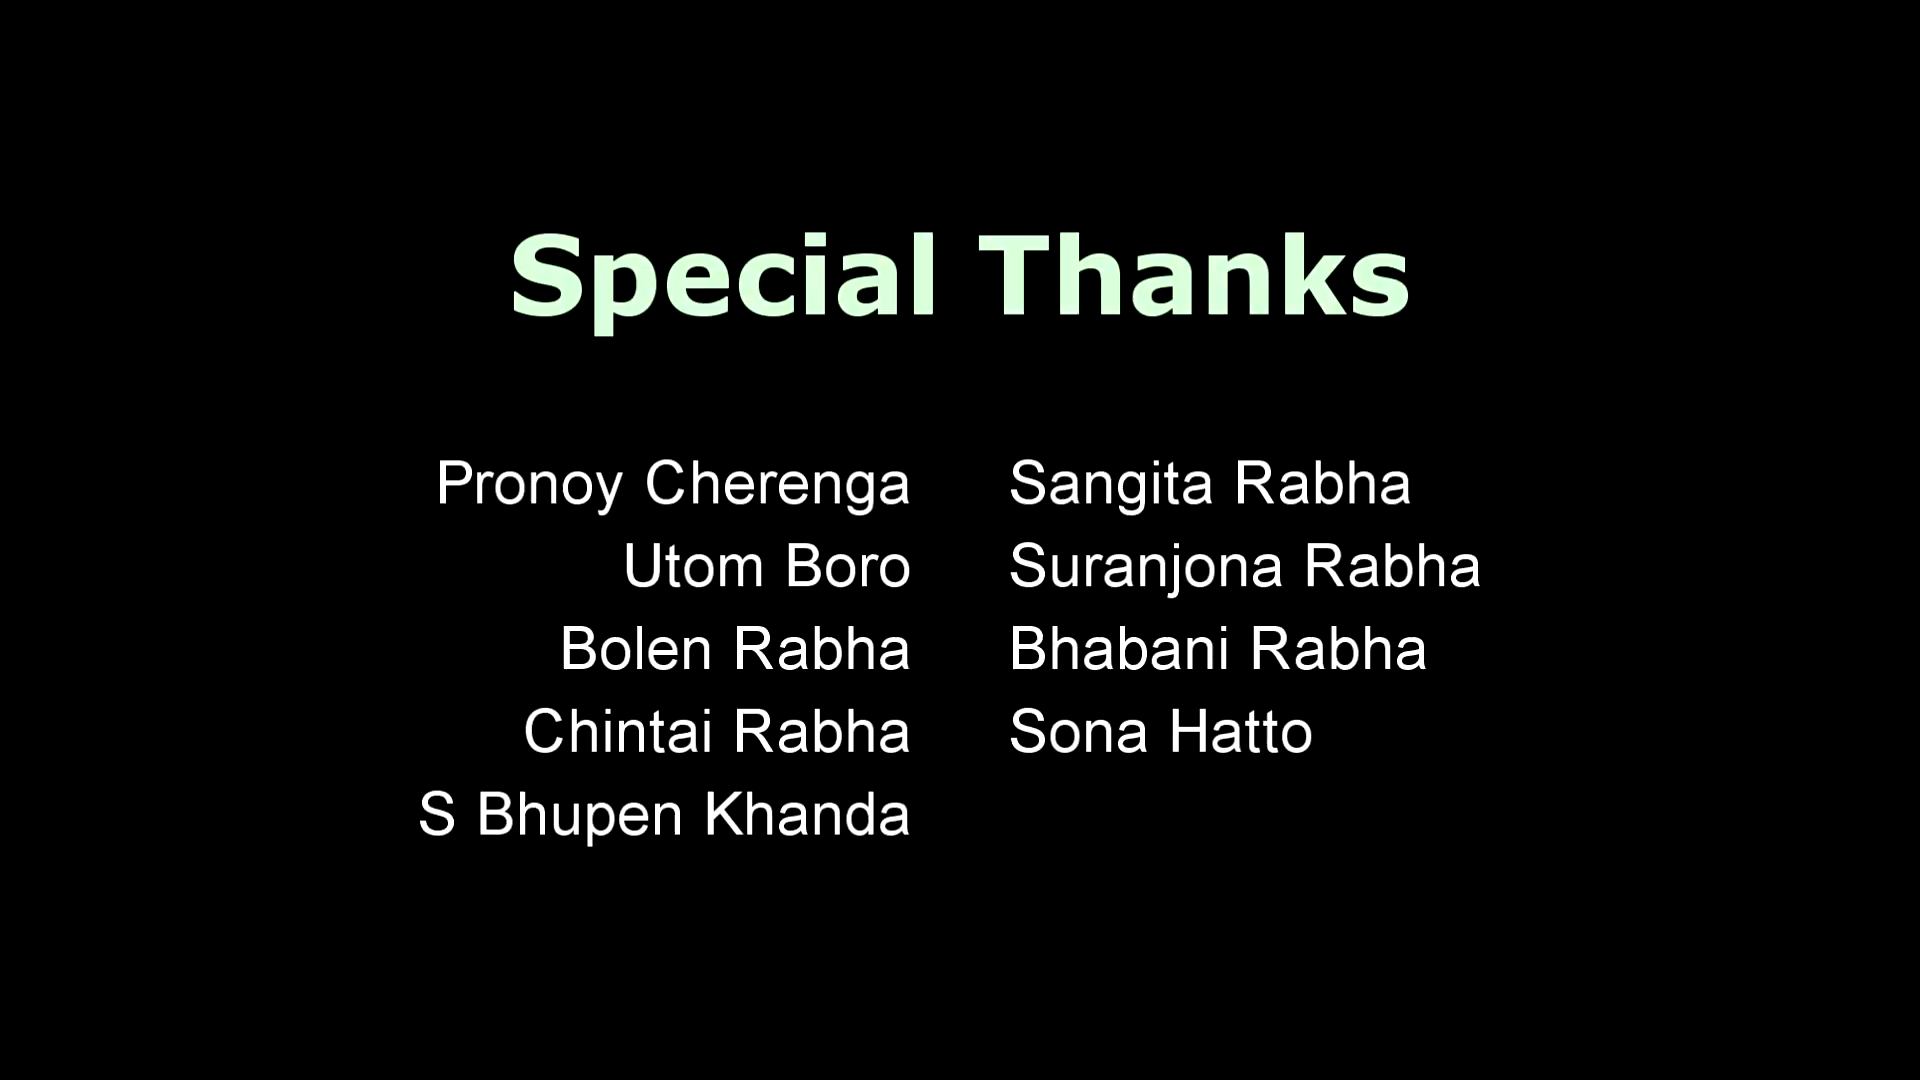 Special Thanks
Pronoy Cherenga
Utom Boro
Bolen Rabha
Chintai Rabha
S Bhupen Khanda
Sangita Rabha
Suranjona Rabha
Bhabani Rabha
Sona Hatto